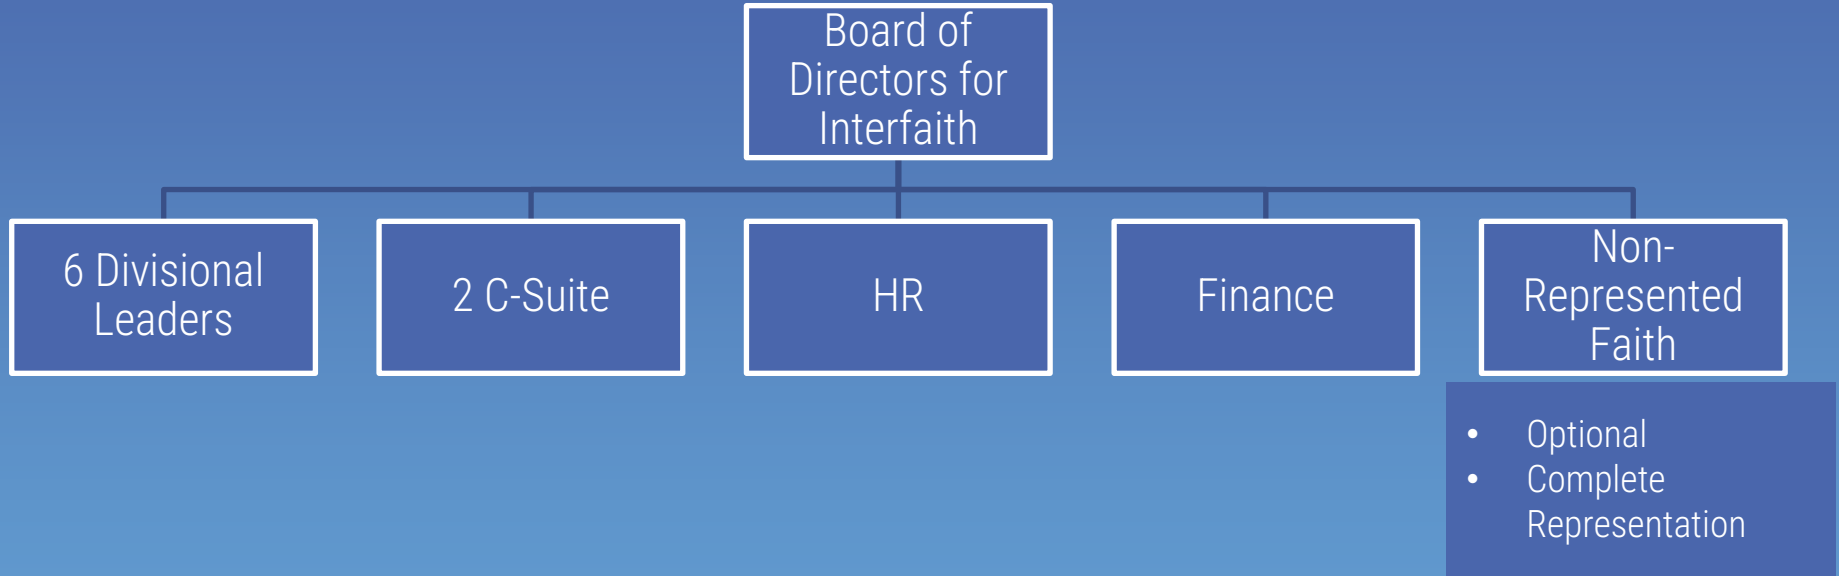 Board of
Directors for
Interfaith
6 Divisional
Leaders
2 C-Suite
HR
Finance
Non-
Represented
Faith
• Optional
• Complete
Representation